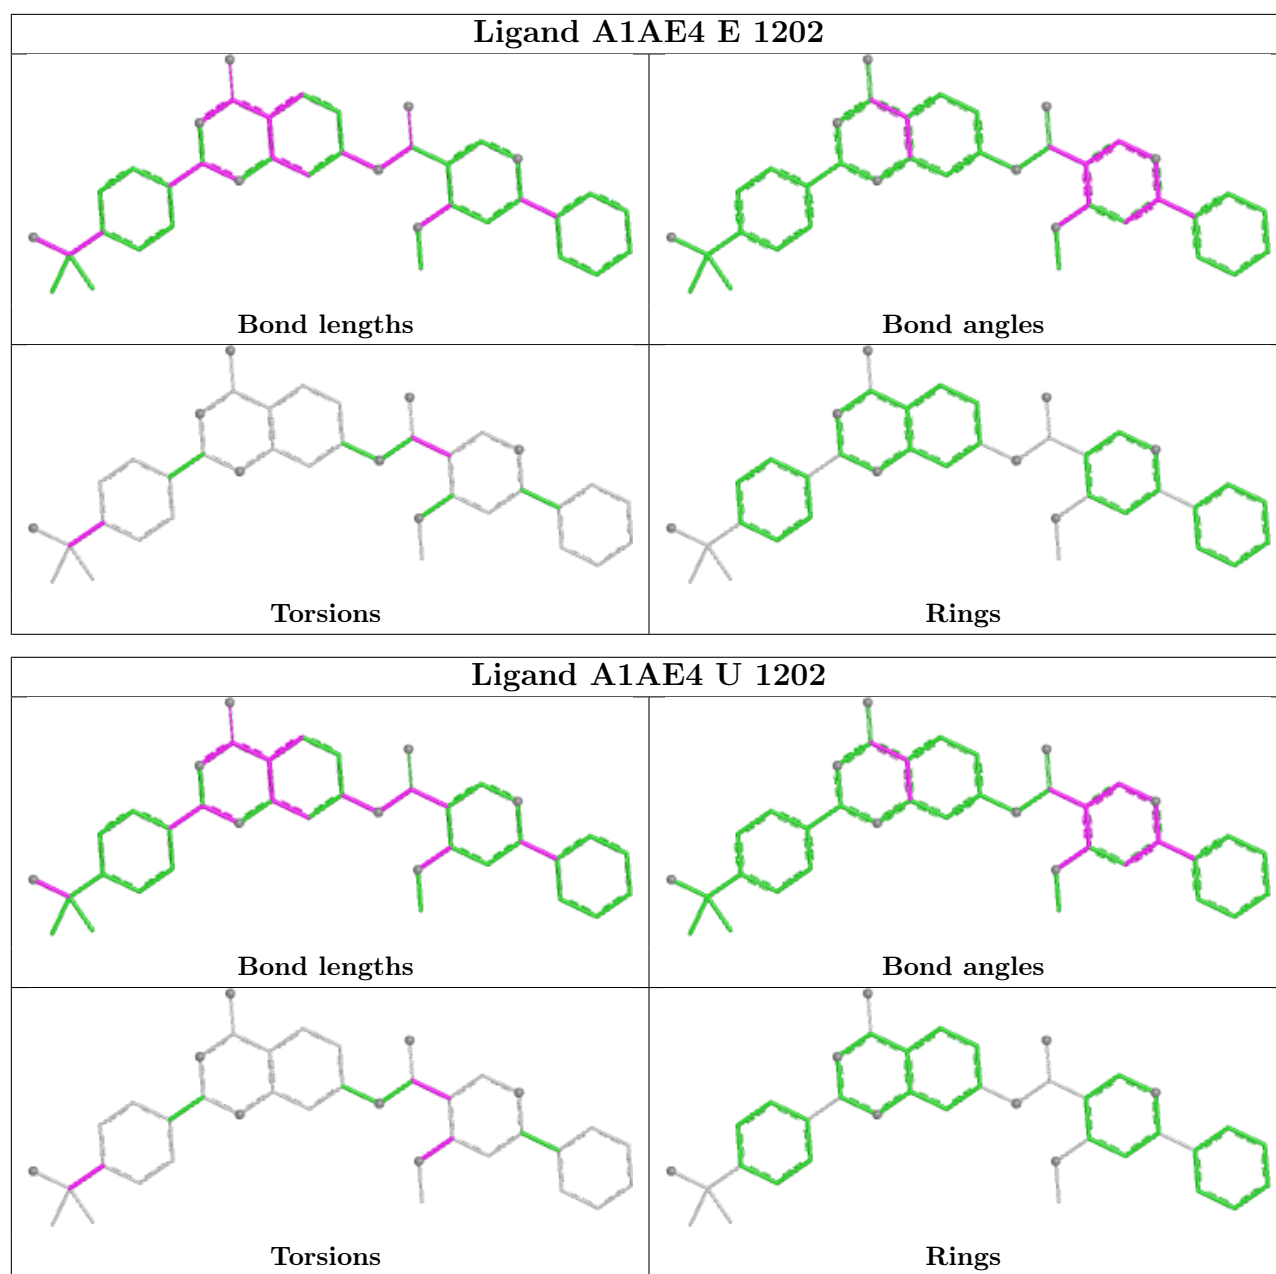 Ligand A1AE4 E 1202
Bond lengths
Bond angles
Torsions
Rings
Ligand A1AE4 U 1202
Bond lengths
Bond angles
Torsions
Rings